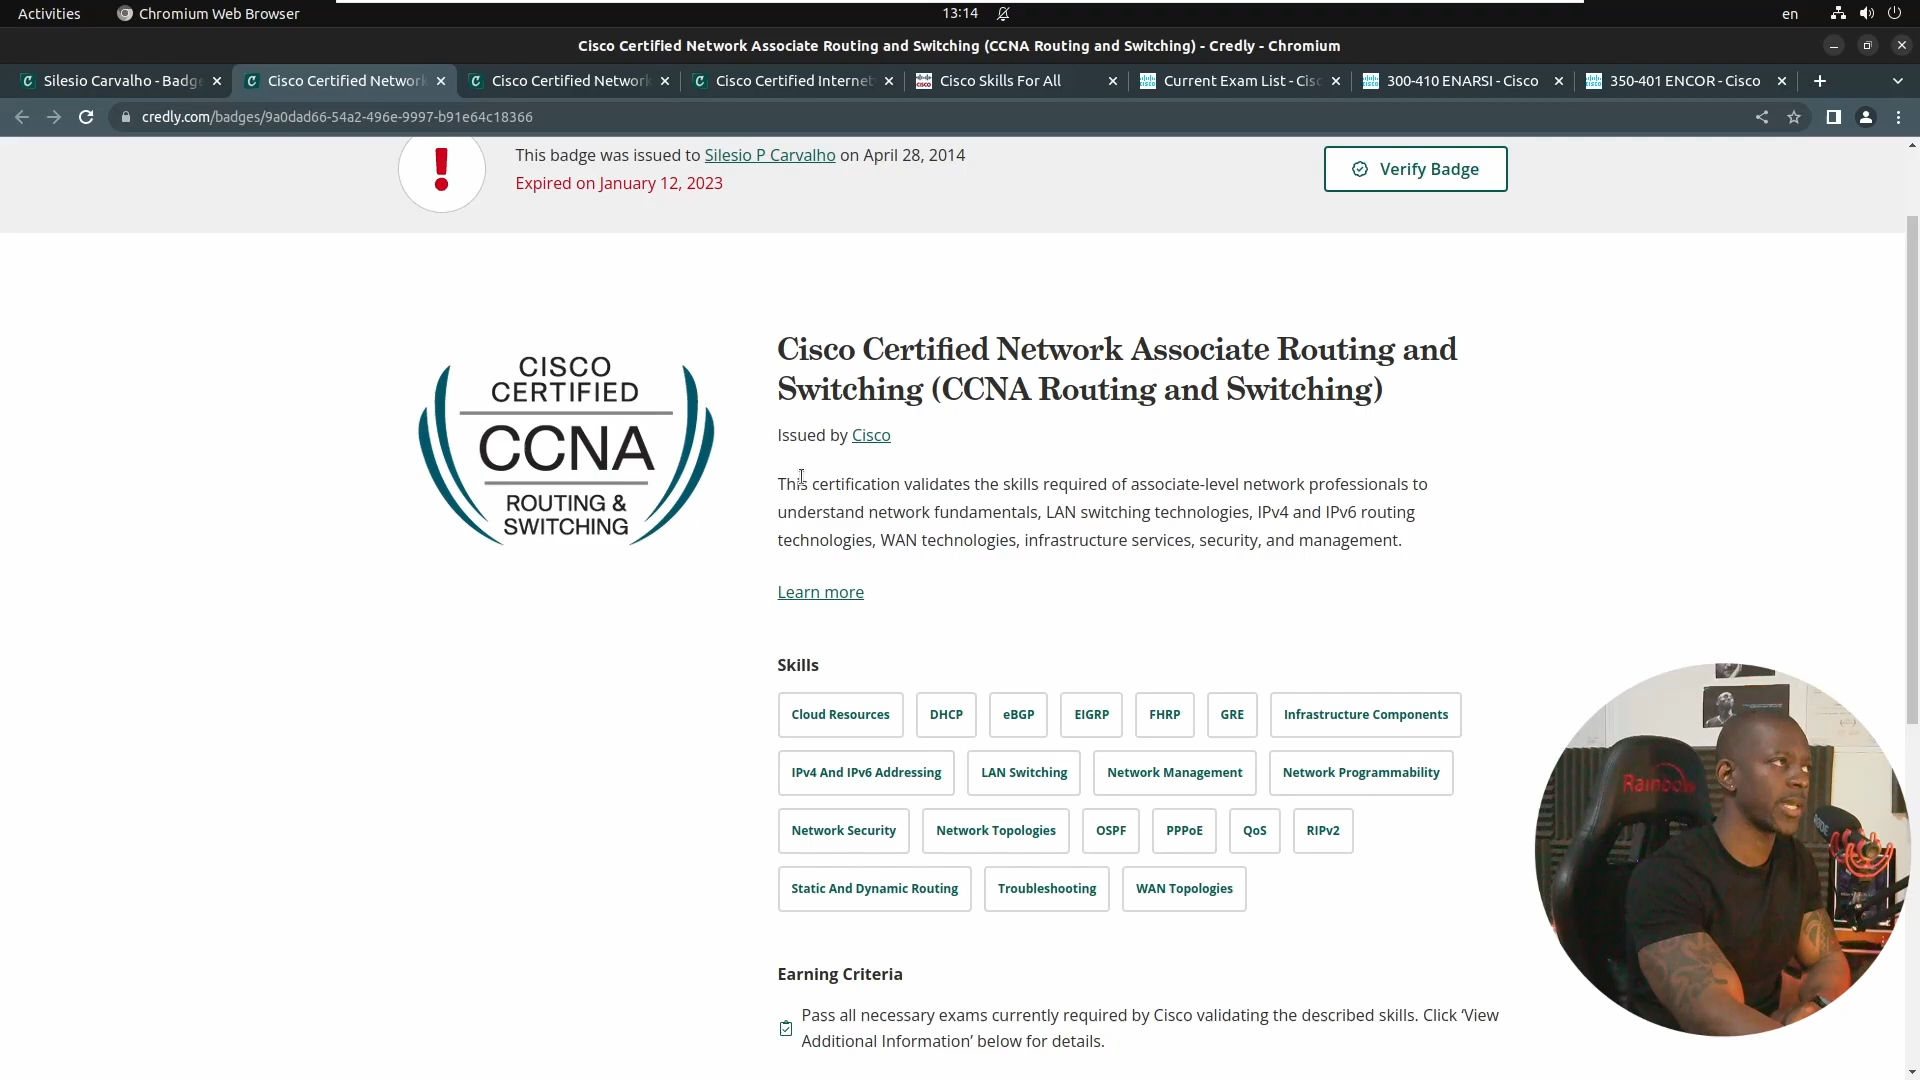 Activities
Chromium Web Browser
13:14
en
Cisco Certified Network Associate Routing and Switching (CCNA Routing and Switching) - Credly - Chromium
Silesio Carvalho - Badge
Cisco Certified Network
Cisco Certified Network
Cisco Certified Internet
Cisco Skills For All
Current Exam List - Cisc
300-410 ENARSI - Cisco
350-401 ENCOR - Cisco
credly.com/badges/9a0dad66-54a2-496e-9997-b91e64c18366
This badge was issued to Silesio P Carvalho on April 28, 2014
Expired on January 12, 2023
Verify Badge
CISCO
CERTIFIED
CCNA
ROUTING &
SWITCHING
Cisco Certified Network Associate Routing and
Switching (CCNA Routing and Switching)
Issued by Cisco
This certification validates the skills required of associate-level network professionals to
understand network fundamentals, LAN switching technologies, IPv4 and IPv6 routing
technologies, WAN technologies, infrastructure services, security, and management.
Learn more
Skills
Cloud Resources DHCP eBGP EIGRP FHRP GRE Infrastructure Components
IPv4 And IPv6 Addressing LAN Switching Network Management Network Programmability
Network Security Network Topologies OSPF PPPoE QoS RIPv2
Static And Dynamic Routing Troubleshooting WAN Topologies
Earning Criteria
Pass all necessary exams currently required by Cisco validating the described skills. Click ‘View
Additional Information’ below for details.
Rainbow
RØDE